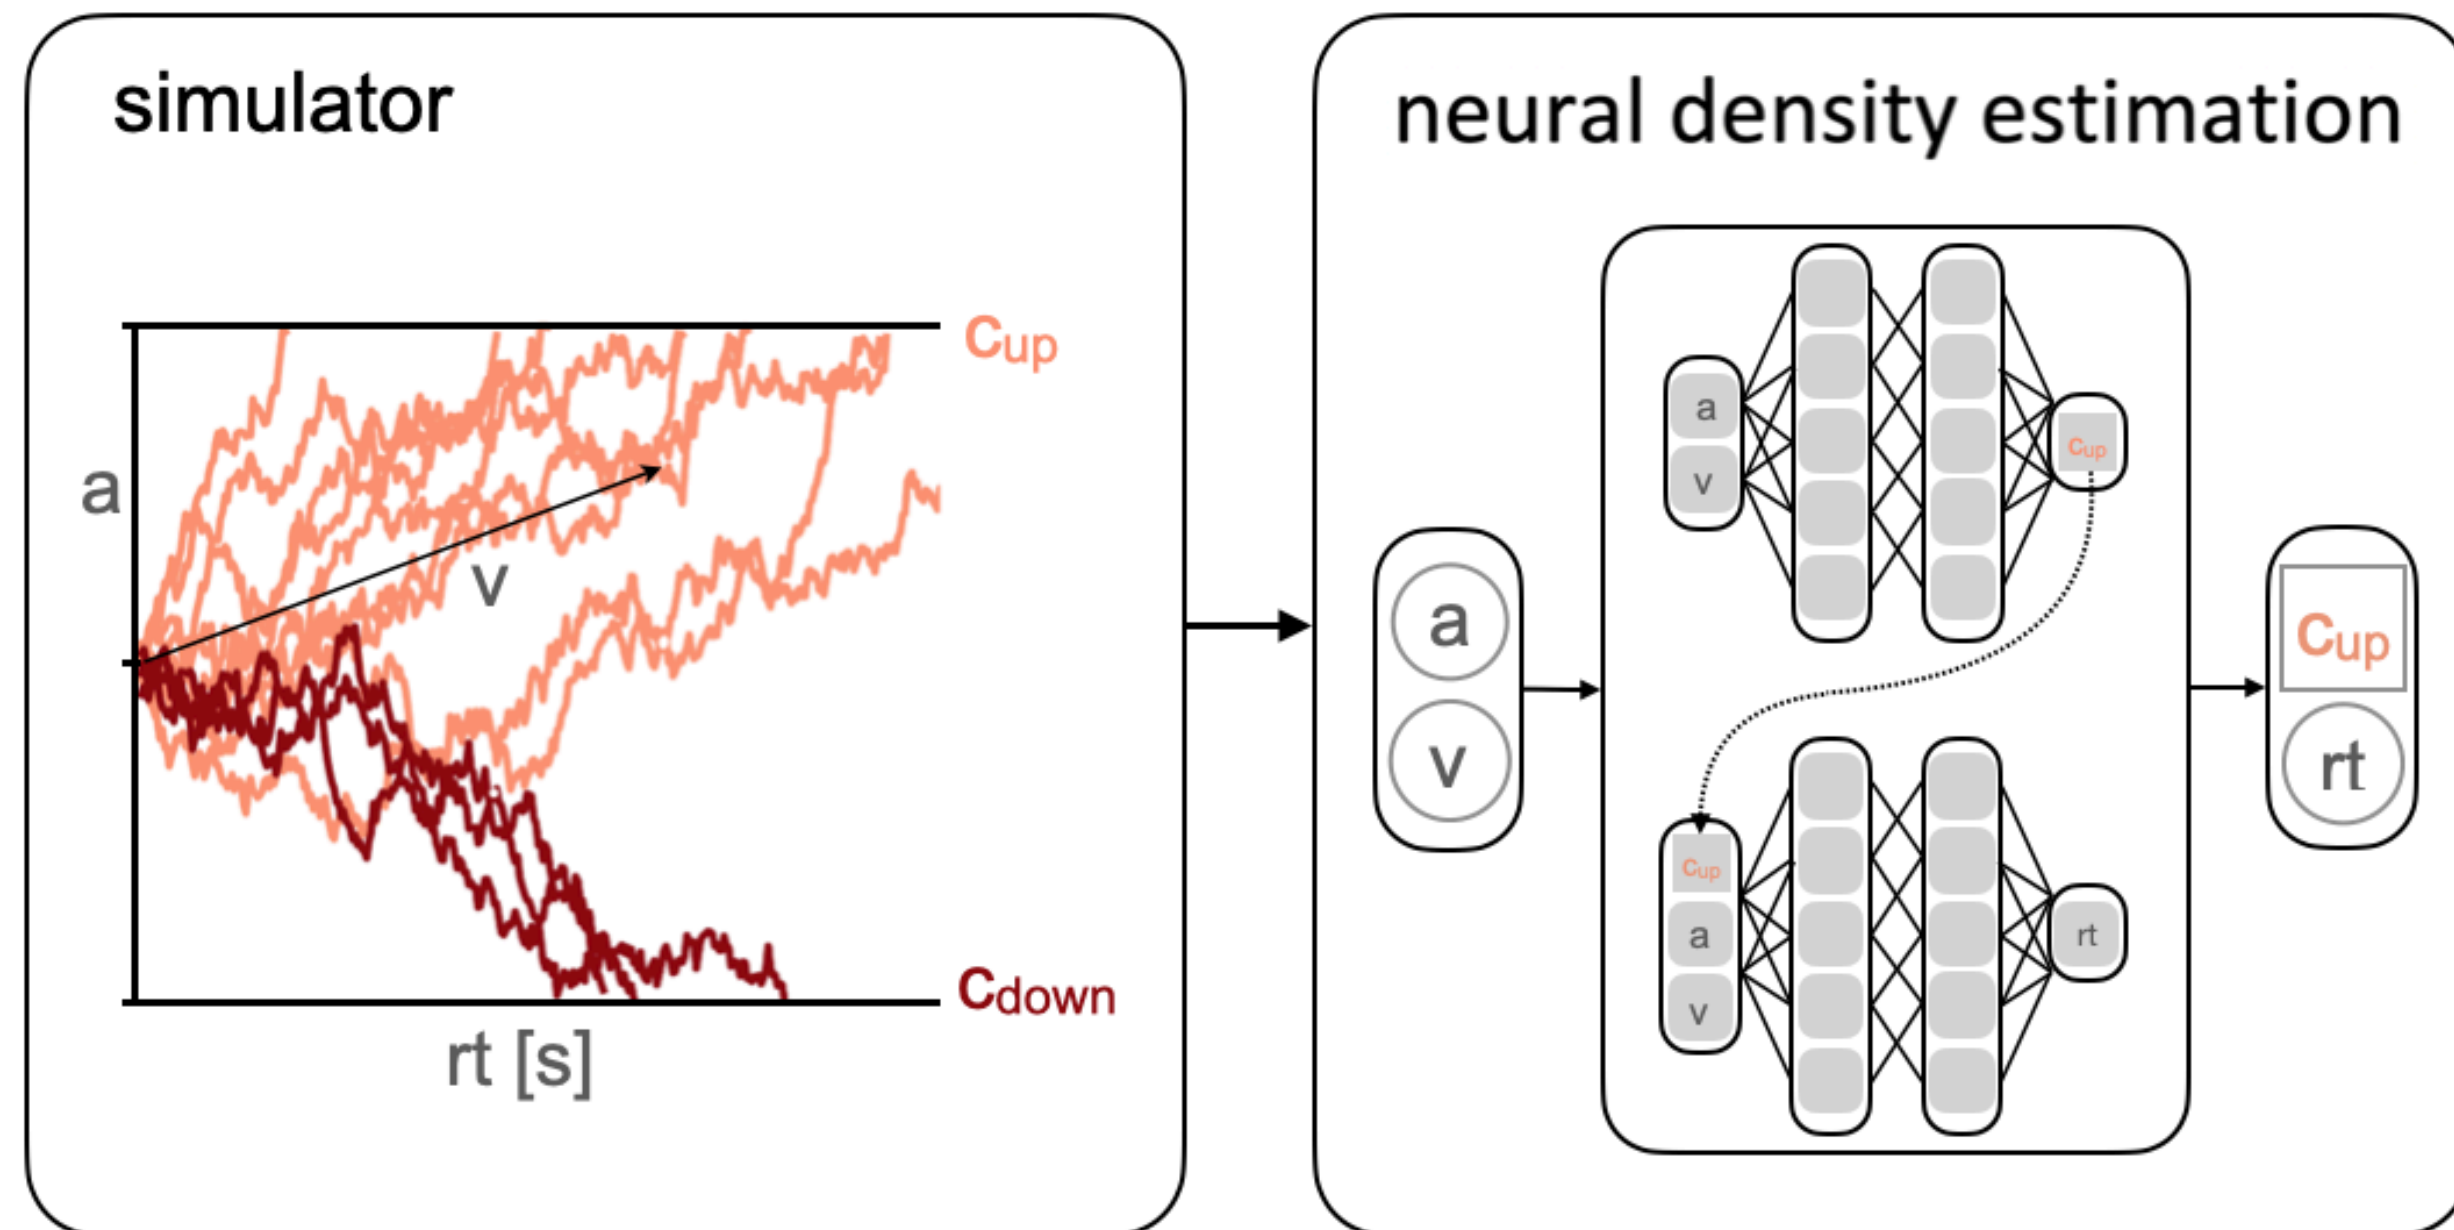 simulator
a
v
cup
cdown
rt [s]
neural density estimation
a
v
a
v
cup
cup
a
v
rt
cup
rt